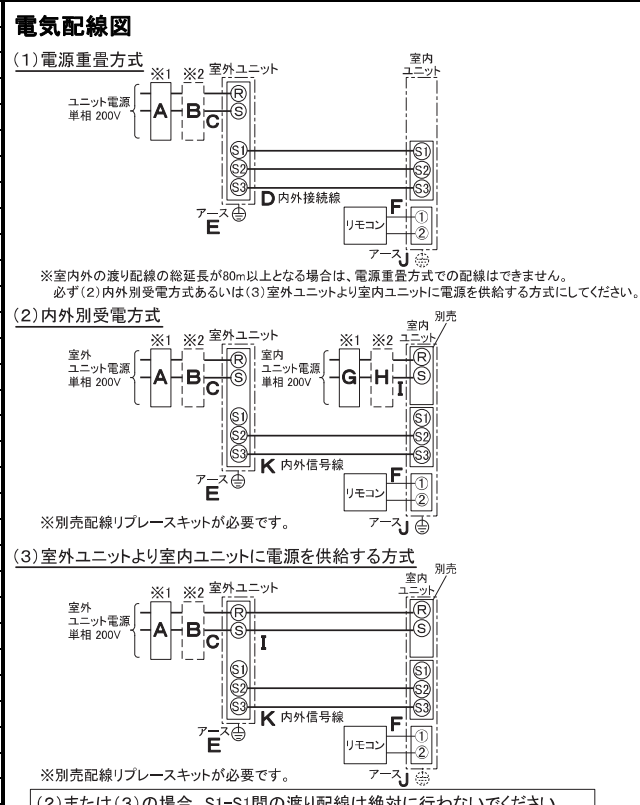 電気配線図
(1)電源重畳方式
※1 ※2 室外ユニット
室内
ユニット
ユニット電源
単相 200V
A B C
R
S
S1 S1
S2 S2
S3 S3
D 内外接続線
アース
E
F
リモコン ① ②
アース J
※室内外の渡り配線の総延長が80m以上となる場合は、電源重畳方式での配線はできません。
必ず(2)内外別受電方式あるいは(3)室外ユニットより室内ユニットに電源を供給する方式にしてください。
(2)内外別受電方式
※1 ※2 室外ユニット ※1 ※2
室内
ユニット
別売
室外
ユニット電源
単相 200V
A B C
R
S
室内
ユニット電源
単相 200V
G H I
R
S
S1 S1
S2 S2
S3 S3
K 内外信号線
アース
E
F
リモコン ① ②
アース J
※別売配線リプレースキットが必要です。
(3)室外ユニットより室内ユニットに電源を供給する方式
※1 ※2 室外ユニット
室内
ユニット
別売
室外
ユニット電源
単相 200V
A B C
R R
S S
I
S1 S1
S2 S2
S3 S3
K 内外信号線
アース
E
F
リモコン ① ②
アース J
※別売配線リプレースキットが必要です。
(2)または(3)の場合、S1-S1間の渡り配線は絶対に行わないでください。